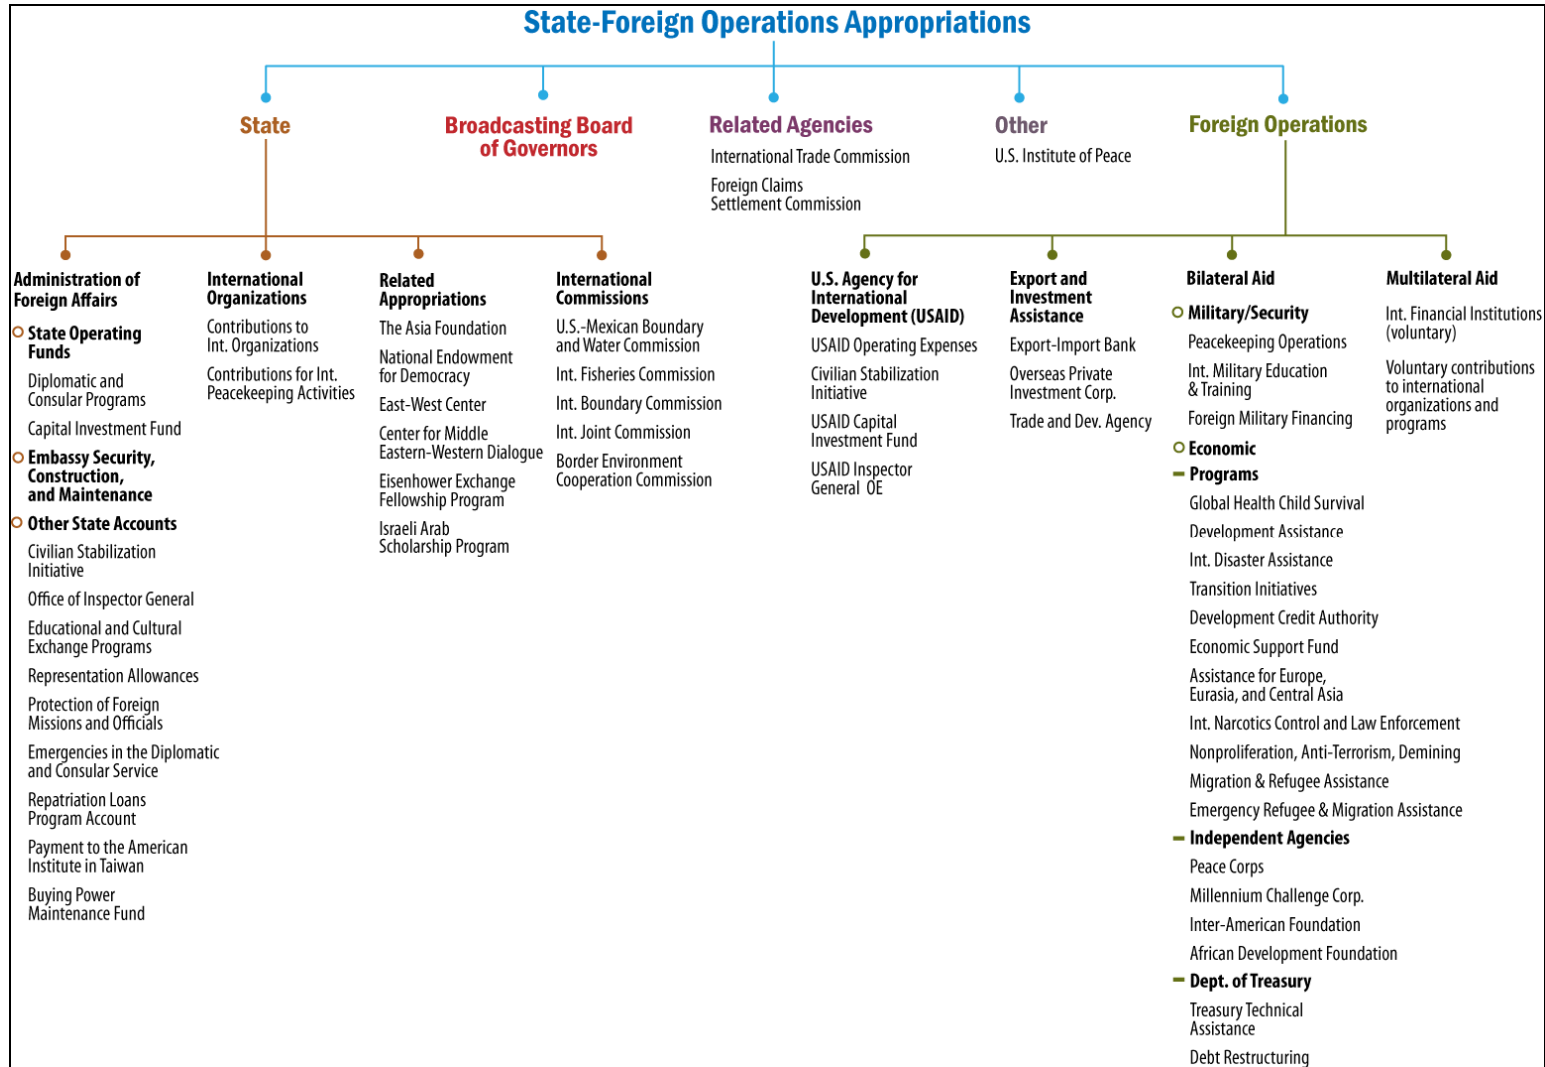 State-Foreign Operations Appropriations
State
Broadcasting Board
of Governors
Related Agencies
International Trade Commission
Foreign Claims
Settlement Commission
Other
U.S. Institute of Peace
Foreign Operations
Administration of
Foreign Affairs
State Operating
Funds
Diplomatic and
Consular Programs
Capital Investment Fund
Embassy Security,
Construction,
and Maintenance
Other State Accounts
Civilian Stabilization
Initiative
Office of Inspector General
Educational and Cultural
Exchange Programs
Representation Allowances
Protection of Foreign
Missions and Officials
Emergencies in the Diplomatic
and Consular Service
Repatriation Loans
Program Account
Payment to the American
Institute in Taiwan
Buying Power
Maintenance Fund
International
Organizations
Contributions to
Int. Organizations
Contributions for Int.
Peacekeeping Activities
Related
Appropriations
The Asia Foundation
National Endowment
for Democracy
East-West Center
Center for Middle
Eastern-Western Dialogue
Eisenhower Exchange
Fellowship Program
Israeli Arab
Scholarship Program
International
Commissions
U.S.-Mexican Boundary
and Water Commission
Int. Fisheries Commission
Int. Boundary Commission
Int. Joint Commission
Border Environment
Cooperation Commission
U.S. Agency for
International
Development (USAID)
USAID Operating Expenses
Civilian Stabilization
Initiative
USAID Capital
Investment Fund
USAID Inspector
General OE
Export and
Investment
Assistance
Export-Import Bank
Overseas Private
Investment Corp.
Trade and Dev. Agency
Bilateral Aid
Military/Security
Peacekeeping Operations
Int. Military Education
& Training
Foreign Military Financing
Economic
Programs
Global Health Child Survival
Development Assistance
Int. Disaster Assistance
Transition Initiatives
Development Credit Authority
Economic Support Fund
Assistance for Europe,
Eurasia, and Central Asia
Int. Narcotics Control and Law Enforcement
Nonproliferation, Anti-Terrorism, Demining
Migration & Refugee Assistance
Emergency Refugee & Migration Assistance
Independent Agencies
Peace Corps
Millennium Challenge Corp.
Inter-American Foundation
African Development Foundation
Dept. of Treasury
Treasury Technical
Assistance
Debt Restructuring
Multilateral Aid
Int. Financial Institutions
(voluntary)
Voluntary contributions
to international
organizations and
programs